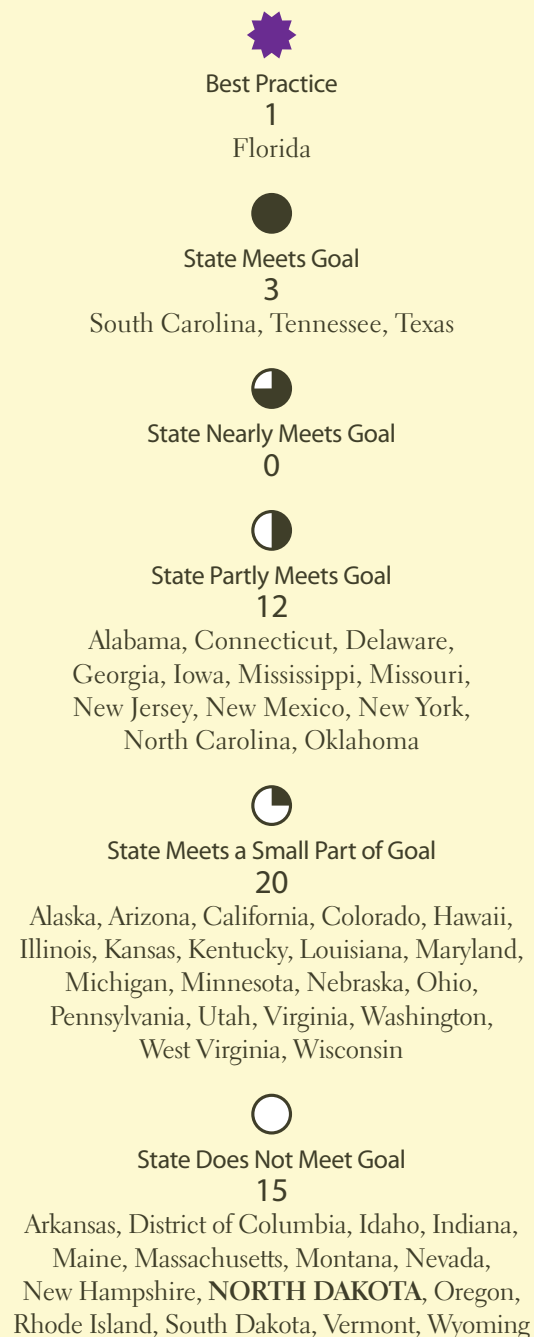 Best Practice
1
Florida
State Meets Goal
3
South Carolina, Tennessee, Texas
State Nearly Meets Goal
0
State Partly Meets Goal
12
Alabama, Connecticut, Delaware,
Georgia, Iowa, Mississippi, Missouri,
New Jersey, New Mexico, New York,
North Carolina, Oklahoma
State Meets a Small Part of Goal
20
Alaska, Arizona, California, Colorado, Hawaii,
Illinois, Kansas, Kentucky, Louisiana, Maryland,
Michigan, Minnesota, Nebraska, Ohio,
Pennsylvania, Utah, Virginia, Washington,
West Virginia, Wisconsin
State Does Not Meet Goal
15
Arkansas, District of Columbia, Idaho, Indiana,
Maine, Massachusetts, Montana, Nevada,
New Hampshire, NORTH DAKOTA, Oregon,
Rhode Island, South Dakota, Vermont, Wyoming